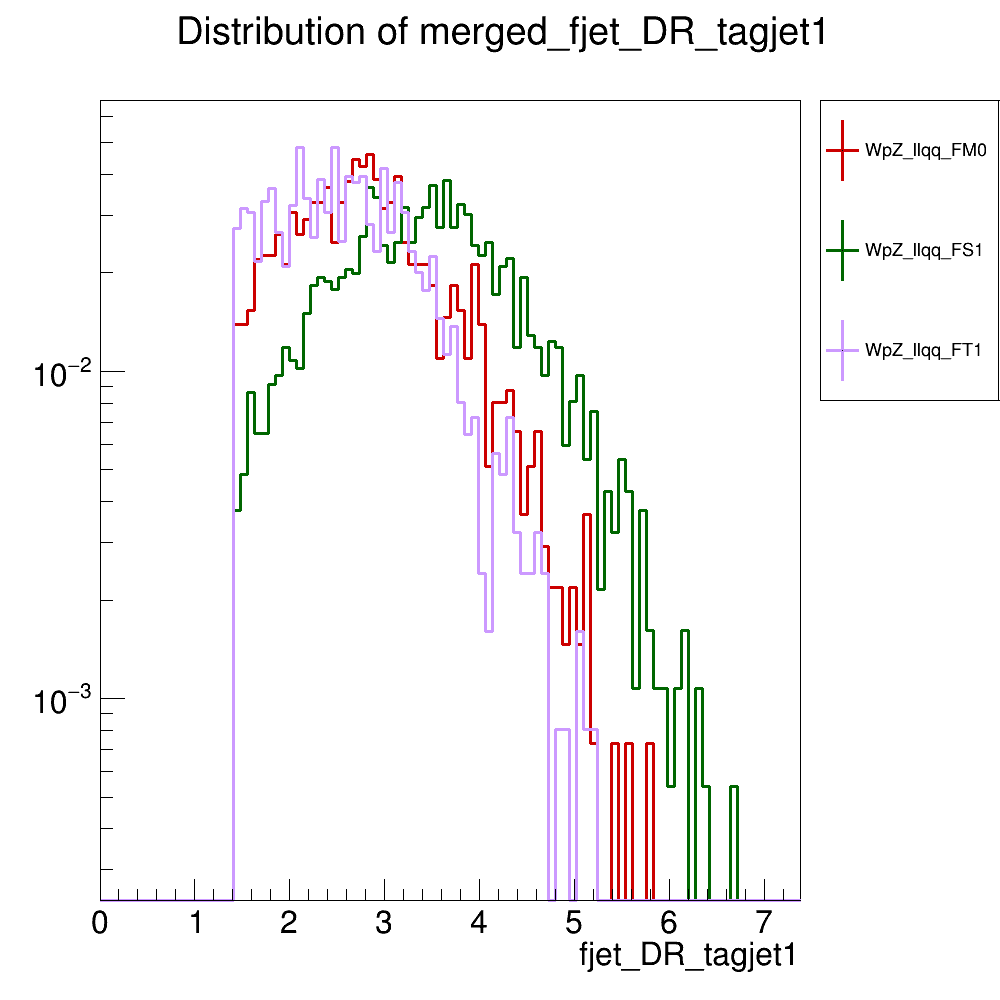 Distribution of merged_fjet_DR_tagjet1
WpZ_llqq_FM0
WpZ_llqq_FS1
WpZ_llqq_FT1
10⁻²
10⁻³
0 1 2 3 4 5 6 7
fjet_DR_tagjet1